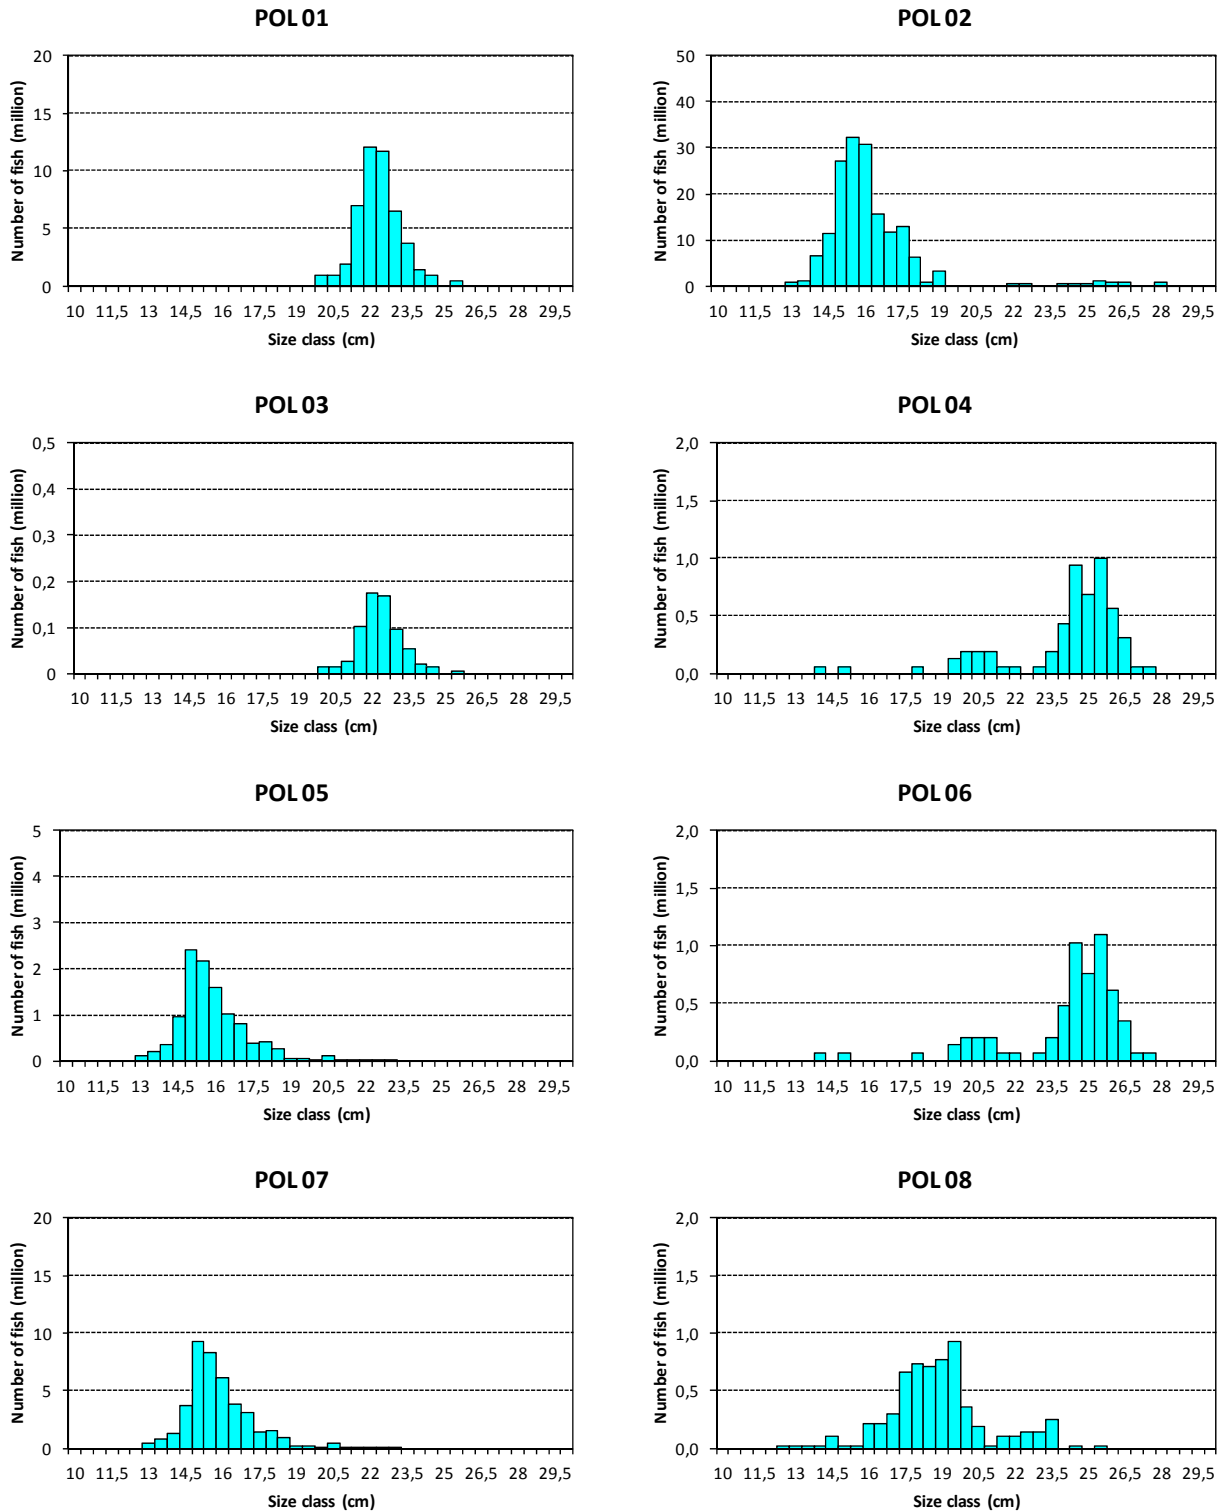 POL 01
20
15
10
5
0
Number of fish (million)
10 11,5 13 14,5 16 17,5 19 20,5 22 23,5 25 26,5 28 29,5
Size class (cm)
POL 02
50
40
30
20
10
0
Number of fish (million)
10 11,5 13 14,5 16 17,5 19 20,5 22 23,5 25 26,5 28 29,5
Size class (cm)
POL 03
0,5
0,4
0,3
0,2
0,1
0
Number of fish (million)
10 11,5 13 14,5 16 17,5 19 20,5 22 23,5 25 26,5 28 29,5
Size class (cm)
POL 04
2,0
1,5
1,0
0,5
0,0
Number of fish (million)
10 11,5 13 14,5 16 17,5 19 20,5 22 23,5 25 26,5 28 29,5
Size class (cm)
POL 05
5
4
3
2
1
0
Number of fish (million)
10 11,5 13 14,5 16 17,5 19 20,5 22 23,5 25 26,5 28 29,5
Size class (cm)
POL 06
2,0
1,5
1,0
0,5
0,0
Number of fish (million)
10 11,5 13 14,5 16 17,5 19 20,5 22 23,5 25 26,5 28 29,5
Size class (cm)
POL 07
20
15
10
5
0
Number of fish (million)
10 11,5 13 14,5 16 17,5 19 20,5 22 23,5 25 26,5 28 29,5
Size class (cm)
POL 08
2,0
1,5
1,0
0,5
0,0
Number of fish (million)
10 11,5 13 14,5 16 17,5 19 20,5 22 23,5 25 26,5 28 29,5
Size class (cm)